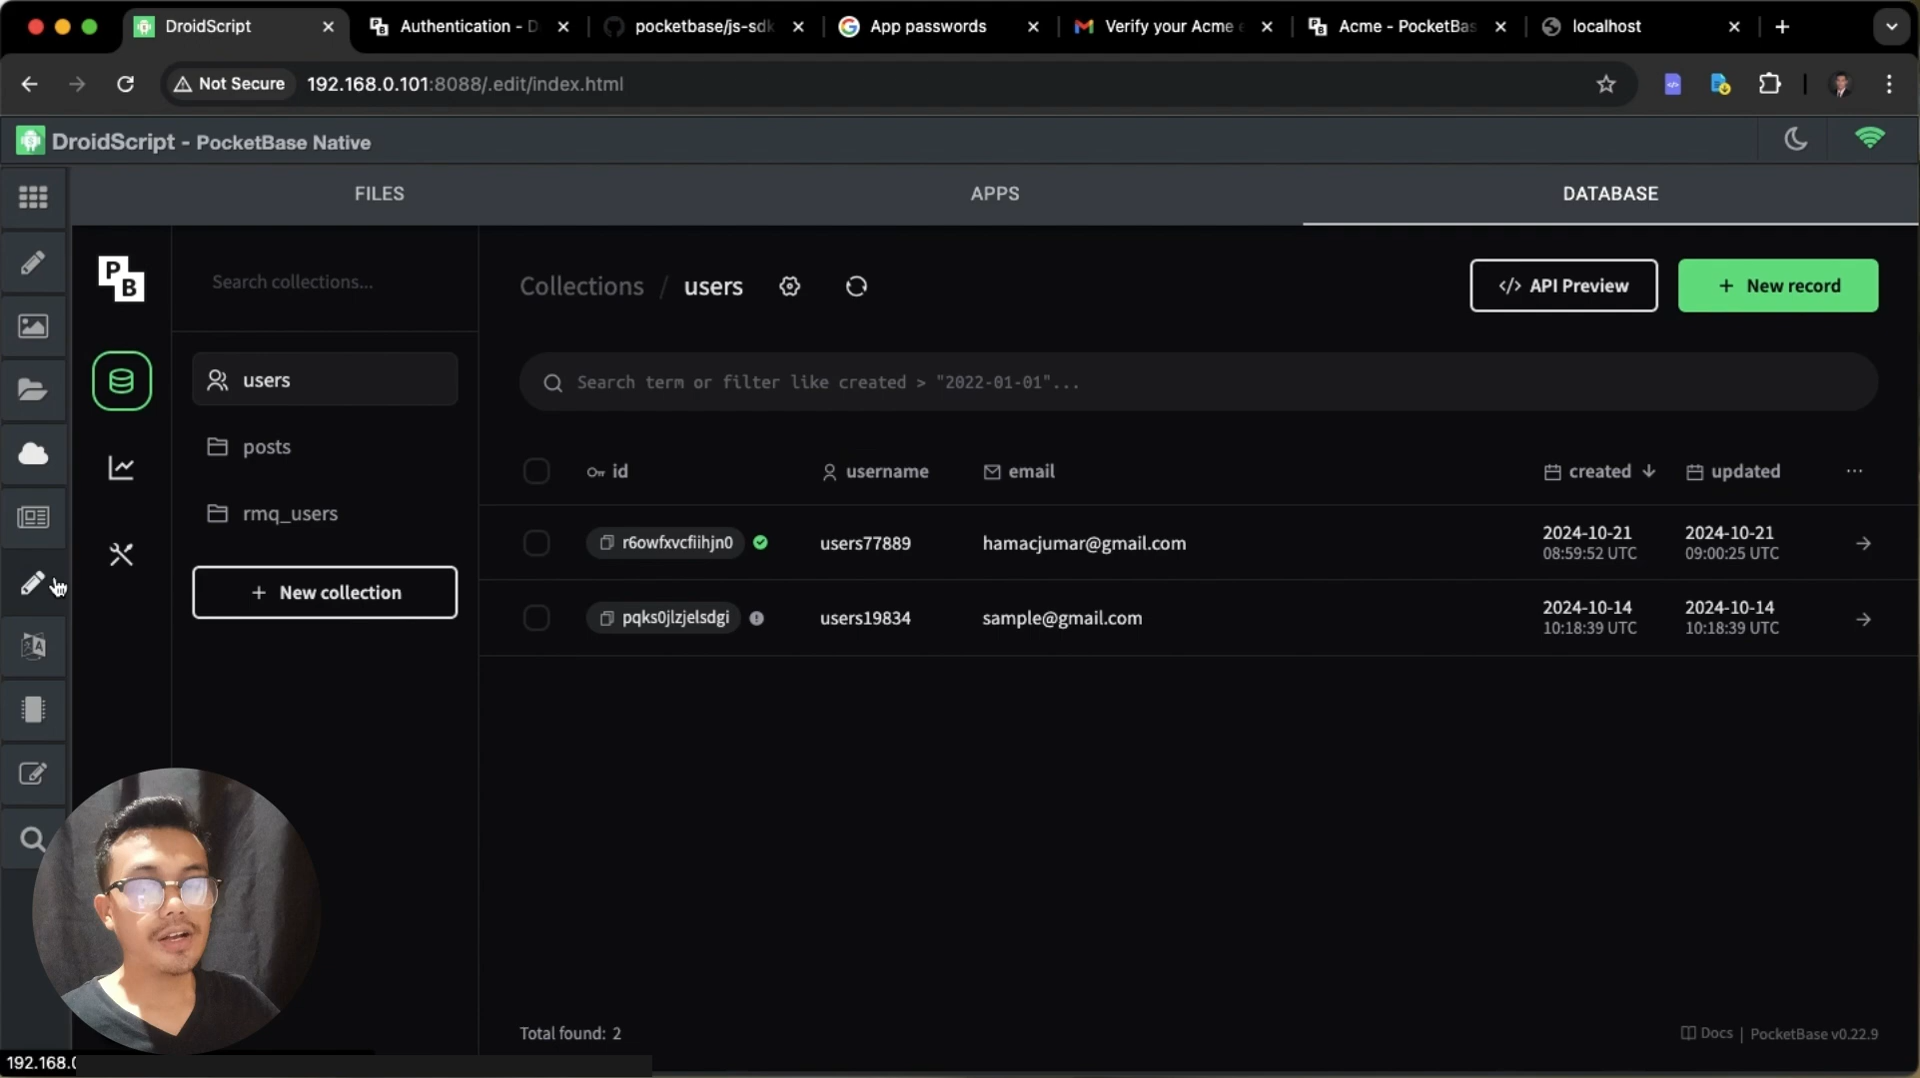 DroidScript
Authentication - D
pocketbase/js-sdk
App passwords
Verify your Acme e
Acme - PocketBas
localhost
Not Secure
192.168.0.101:8088/.edit/index.html
DroidScript - PocketBase Native
FILES
APPS
DATABASE
P
B
Search collections...
users
posts
rmq_users
+ New collection
Collections / users
</> API Preview
+ New record
Search term or filter like created > "2022-01-01"...
id
username
email
created
updated
r6owfxvcfiihjn0
users77889
hamacjumar@gmail.com
2024-10-21
08:59:52 UTC
2024-10-21
09:00:25 UTC
pqks0jlzjelsdgi
users19834
sample@gmail.com
2024-10-14
10:18:39 UTC
2024-10-14
10:18:39 UTC
Total found: 2
Docs | PocketBase v0.22.9
192.168.0